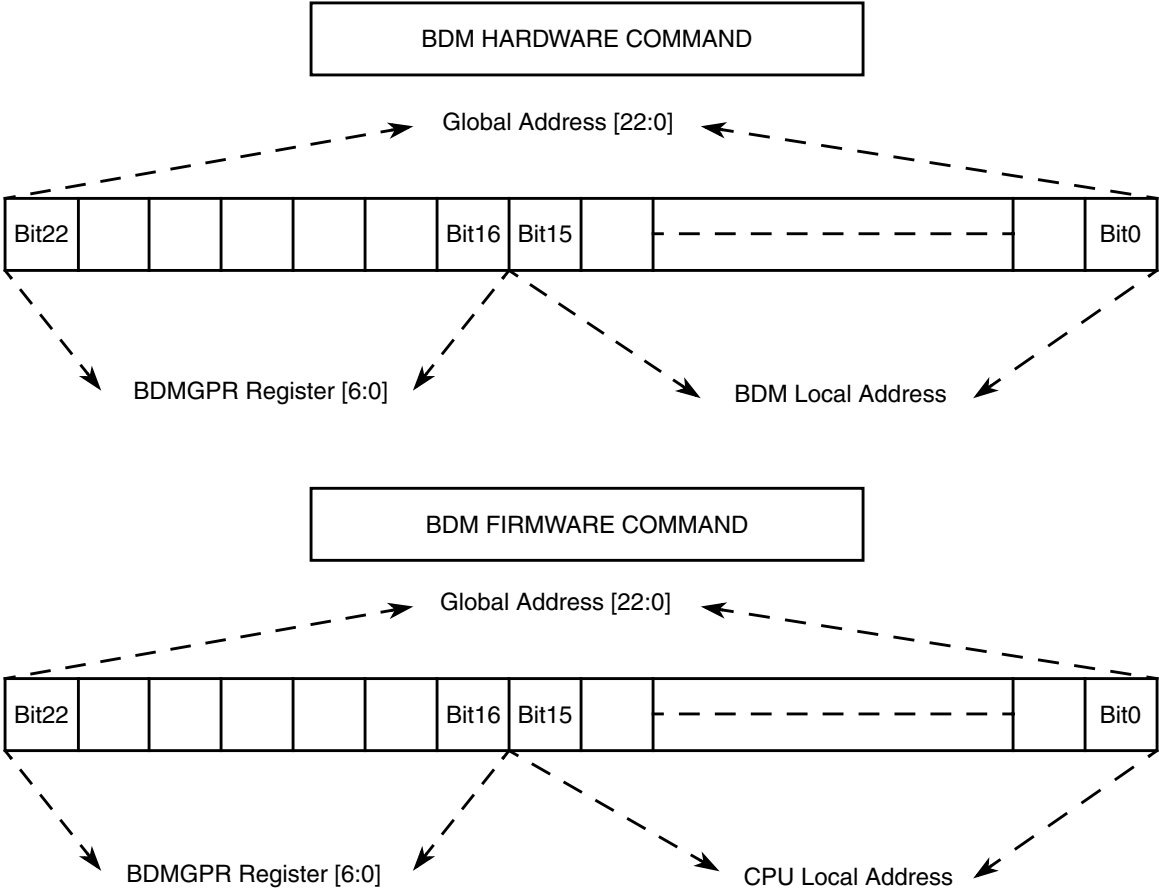 BDM HARDWARE COMMAND
Global Address [22:0]
Bit22 Bit16 Bit15 Bit0
BDMGPR Register [6:0] BDM Local Address
BDM FIRMWARE COMMAND
Global Address [22:0]
Bit22 Bit16 Bit15 Bit0
BDMGPR Register [6:0] CPU Local Address